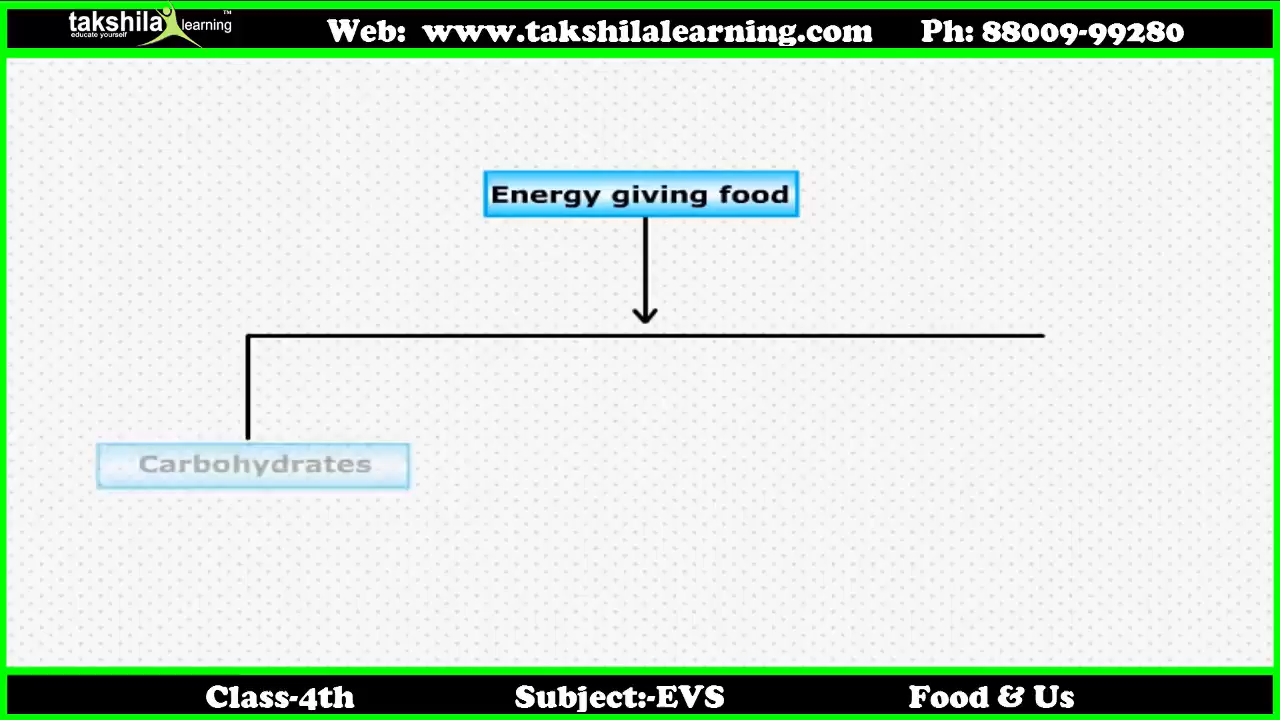 takshila learning™
educate yourself
Web: www.takshilalearning.com Ph: 88009-99280
Energy giving food
Carbohydrates
Class-4th Subject:-EVS Food & Us